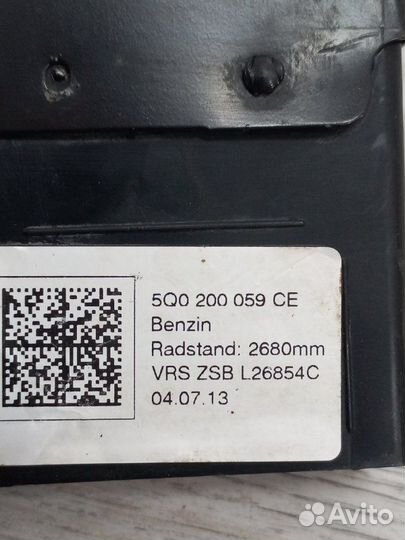 5Q0 200 059 CE
Benzin
Radstand: 2680mm
VRS ZSB L26854C
04.07.13
Avito